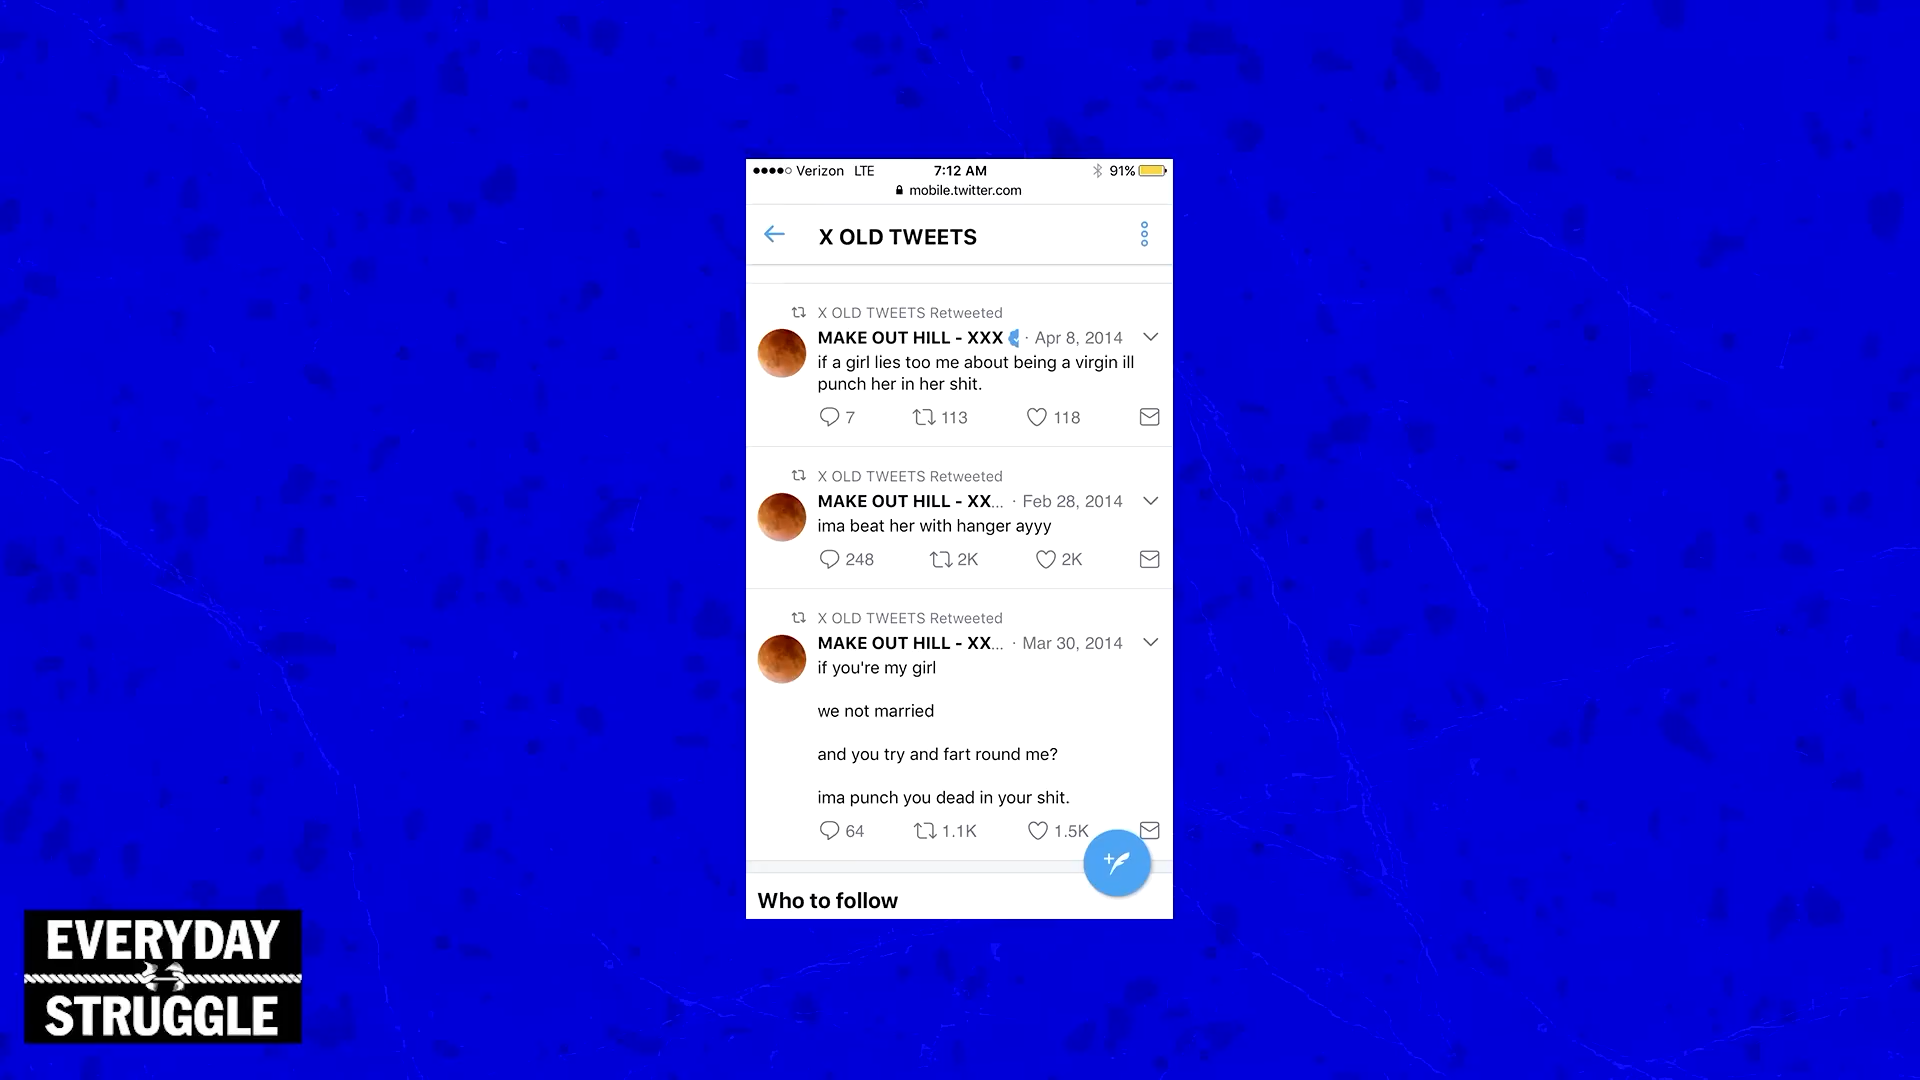 Verizon LTE 7:12 AM 91%
mobile.twitter.com
X OLD TWEETS
X OLD TWEETS Retweeted
MAKE OUT HILL - XXX · Apr 8, 2014
if a girl lies too me about being a virgin ill
punch her in her shit.
7 113 118
X OLD TWEETS Retweeted
MAKE OUT HILL - XX... · Feb 28, 2014
ima beat her with hanger ayyy
248 2K 2K
X OLD TWEETS Retweeted
MAKE OUT HILL - XX... · Mar 30, 2014
if you're my girl
we not married
and you try and fart round me?
ima punch you dead in your shit.
64 1.1K 1.5K
Who to follow
EVERYDAY
STRUGGLE